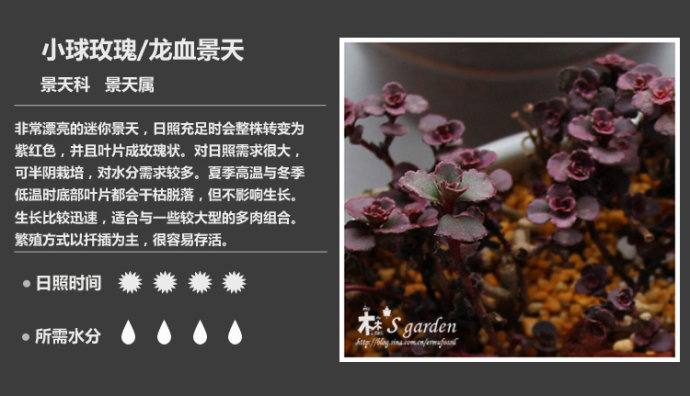 小球玫瑰/龙血景天
景天科 景天属
非常漂亮的迷你景天，日照充足时会整株转变为
紫红色，并且叶片成玫瑰状。对日照需求很大，
可半阴栽培，对水分需求较多。夏季高温与冬季
低温时底部叶片都会干枯脱落，但不影响生长。
生长比较迅速，适合与一些较大型的多肉组合。
繁殖方式以扦插为主，很容易存活。
日照时间
所需水分
S garden
http://blog.sina.com.cn/ermufossil